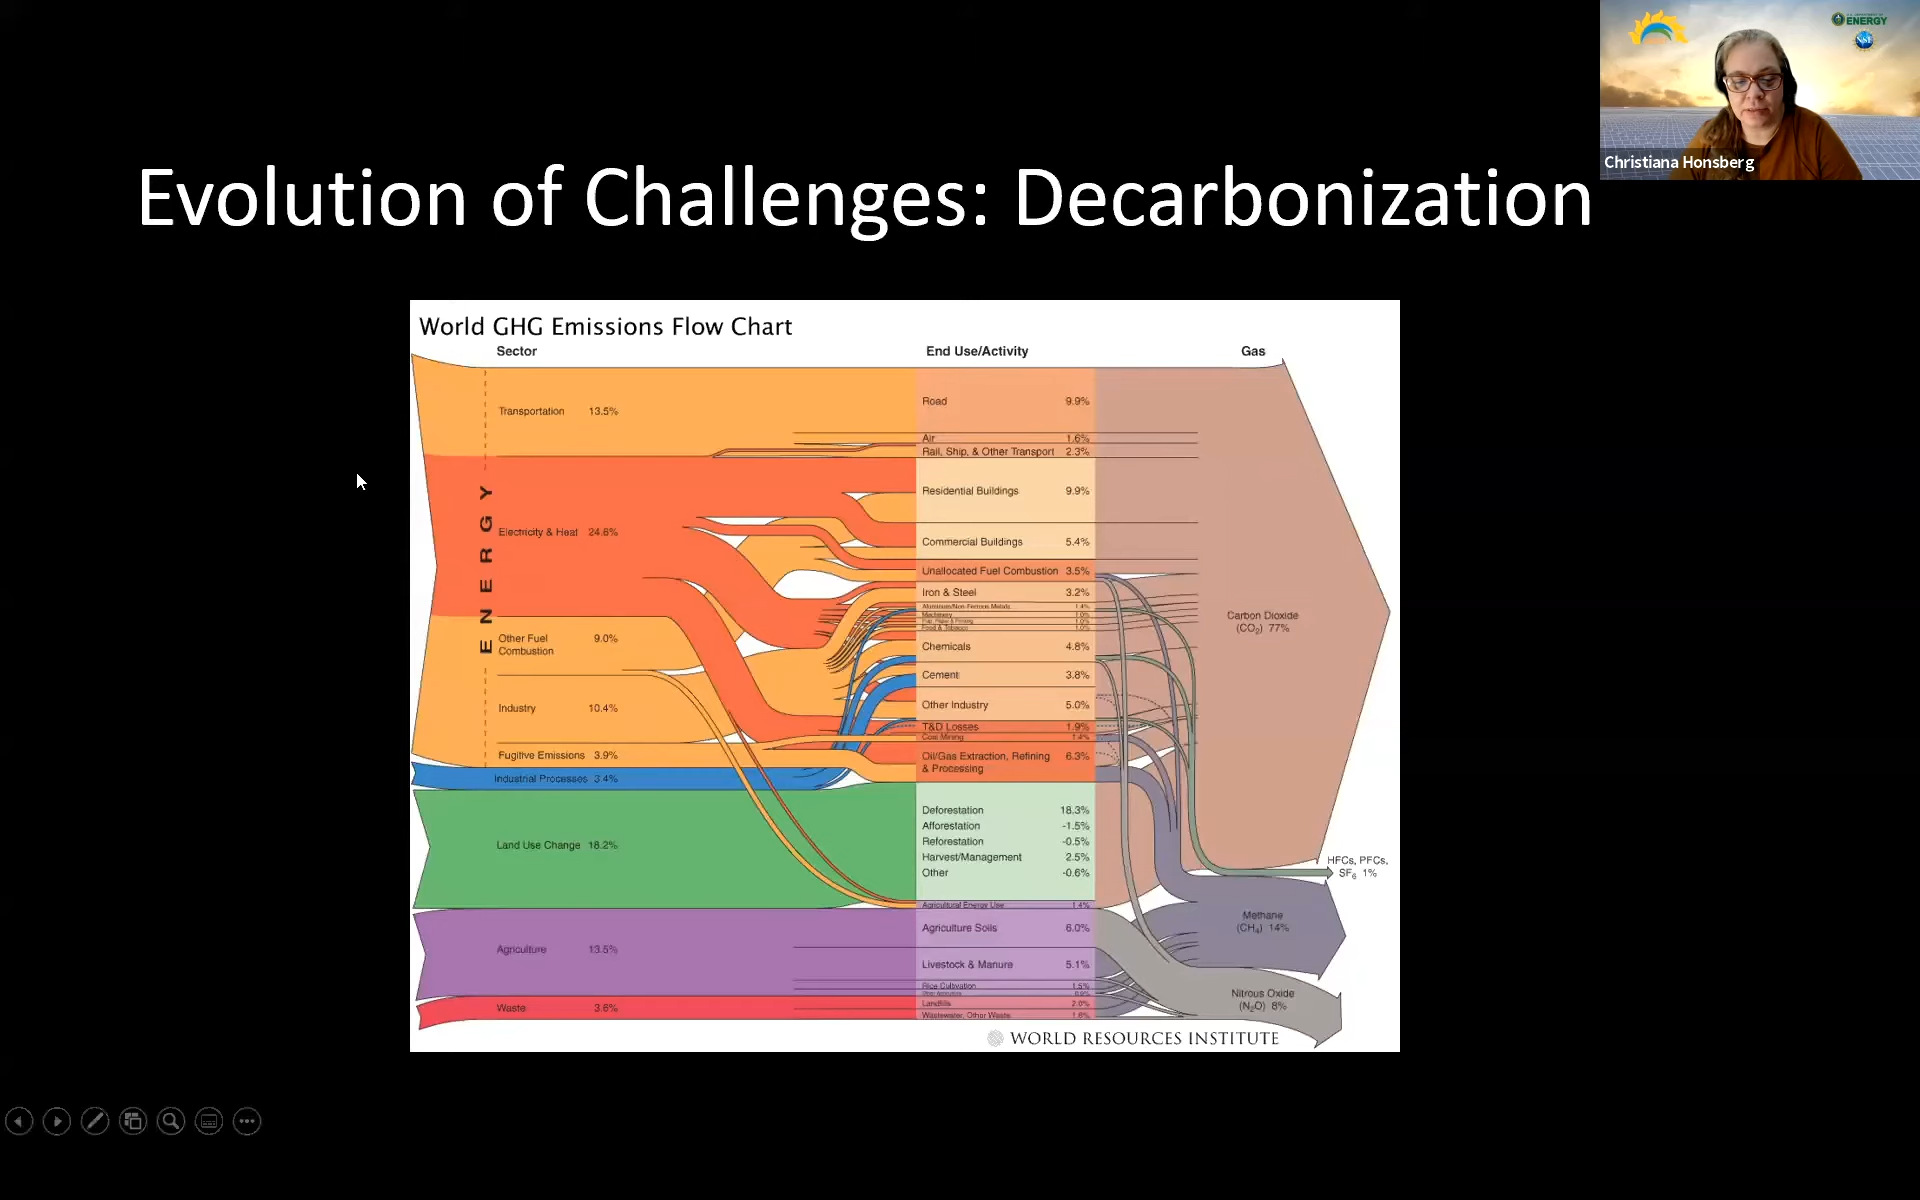 ENERGY
NSF
Christiana Honsberg
Evolution of Challenges: Decarbonization
World GHG Emissions Flow Chart
Sector
End Use/Activity
Gas
ENERGY
Transportation 13.5%
Electricity & Heat 24.6%
Other Fuel
Combustion 9.0%
Industry 10.4%
Fugitive Emissions 3.9%
Industrial Processes 3.4%
Land Use Change 18.2%
Agriculture 13.5%
Waste 3.6%
Road 9.9%
Air 1.6%
Rail, Ship, & Other Transport 2.3%
Residential Buildings 9.9%
Commercial Buildings 5.4%
Unallocated Fuel Combustion 3.5%
Iron & Steel 3.2%
Aluminum/Non-Ferrous Metals 1.4%
Machinery 1.0%
Pulp, Paper & Printing 1.0%
Food & Tobacco 1.0%
Chemicals 4.8%
Cement 3.8%
Other Industry 5.0%
T&D Losses 1.9%
Coal Mining 1.4%
Oil/Gas Extraction, Refining
& Processing 6.3%
Deforestation 18.3%
Afforestation -1.5%
Reforestation -0.5%
Harvest/Management 2.5%
Other -0.6%
Agricultural Energy Use 1.4%
Agriculture Soils 6.0%
Livestock & Manure 5.1%
Rice Cultivation 1.5%
Landfills 2.0%
Wastewater, Other Waste 1.6%
Carbon Dioxide
(CO2) 77%
HFCs, PFCs,
SF6 1%
Methane
(CH4) 14%
Nitrous Oxide
(N2O) 8%
WORLD RESOURCES INSTITUTE